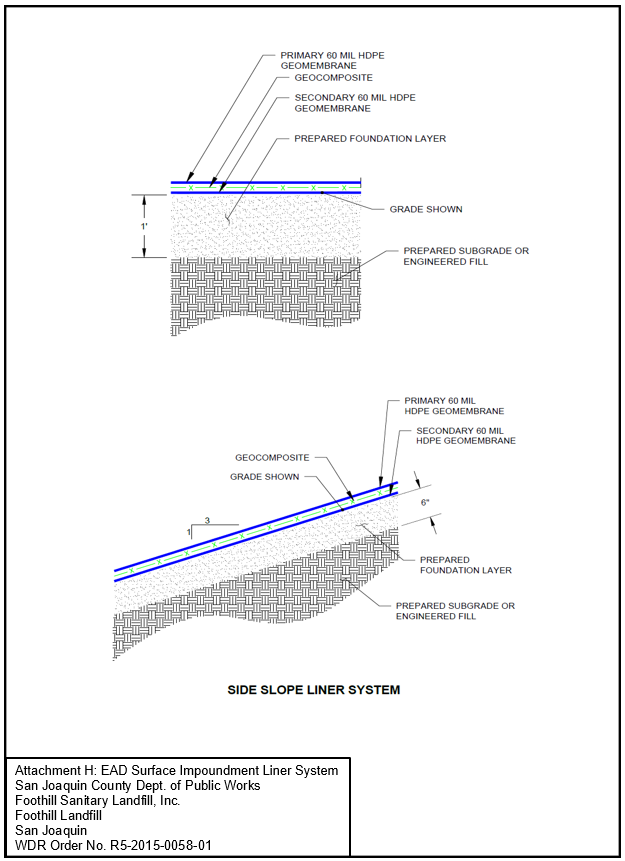 PRIMARY 60 MIL HDPE
GEOMEMBRANE
GEOCOMPOSITE
SECONDARY 60 MIL HDPE
GEOMEMBRANE
PREPARED FOUNDATION LAYER
GRADE SHOWN
1'
PREPARED SUBGRADE OR
ENGINEERED FILL
PRIMARY 60 MIL
HDPE GEOMEMBRANE
SECONDARY 60 MIL
HDPE GEOMEMBRANE
GEOCOMPOSITE
GRADE SHOWN
6"
3
1
PREPARED
FOUNDATION LAYER
PREPARED SUBGRADE OR
ENGINEERED FILL
SIDE SLOPE LINER SYSTEM
Attachment H: EAD Surface Impoundment Liner System
San Joaquin County Dept. of Public Works
Foothill Sanitary Landfill, Inc.
Foothill Landfill
San Joaquin
WDR Order No. R5-2015-0058-01